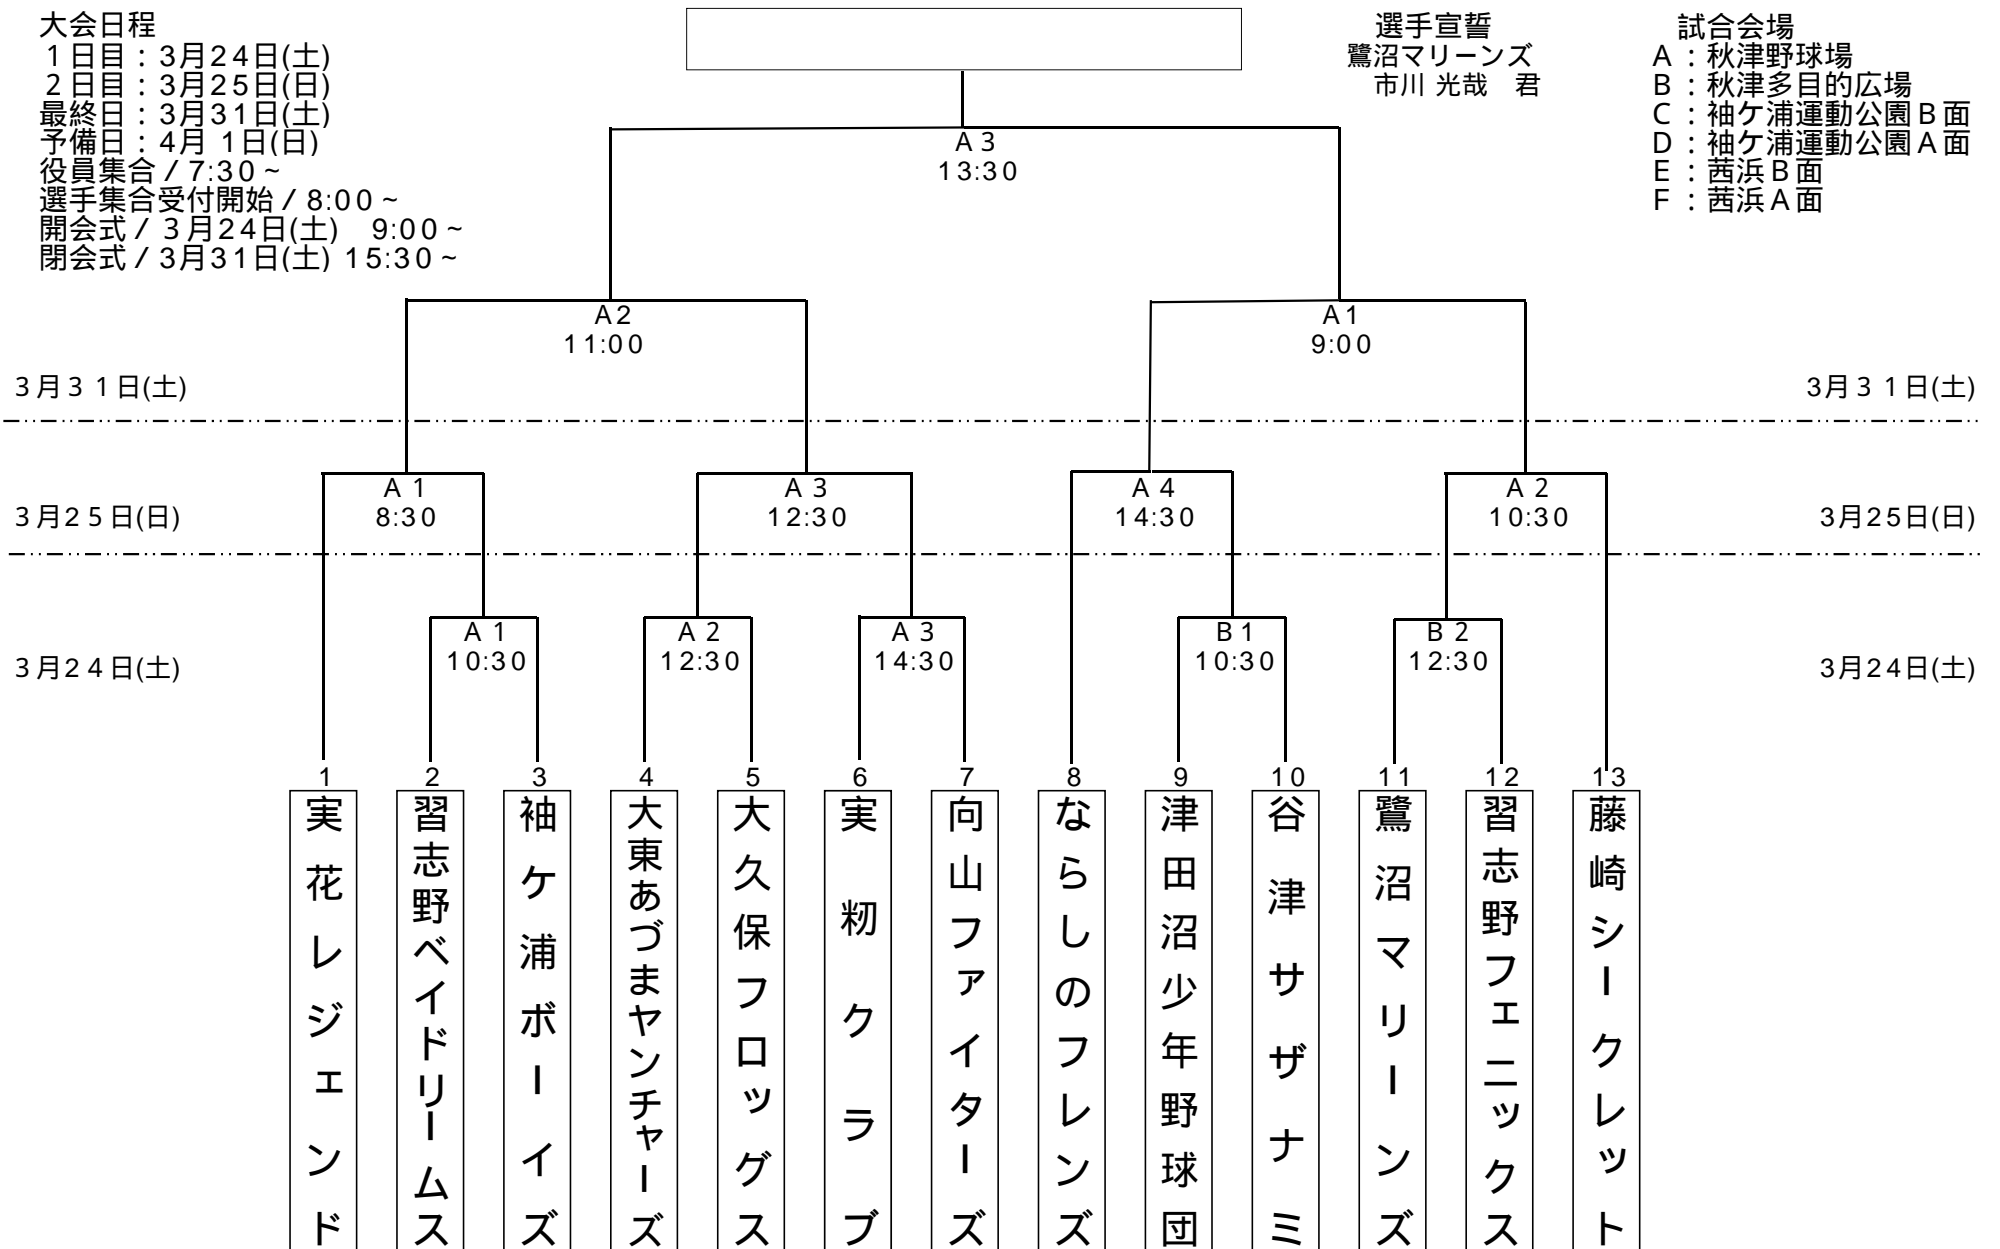 大会日程
1日目：3月24日(土)
2日目：3月25日(日)
最終日：3月31日(土)
予備日：4月 1日(日)
役員集合 / 7:30 ~
選手集合受付開始 / 8:00 ~
開会式 / 3月24日(土)　9:00 ~
閉会式 / 3月31日(土) 15:30 ~
選手宣誓
鷺沼マリーンズ
市川 光哉　君
試合会場
A：秋津野球場
B：秋津多目的広場
C：袖ケ浦運動公園B面
D：袖ケ浦運動公園A面
E：茜浜B面
F：茜浜A面
A3
13:30
A2
11:00
A1
9:00
3月31日(土)
3月31日(土)
A1
8:30
A3
12:30
A4
14:30
A2
10:30
3月25日(日)
3月25日(日)
A1
10:30
A2
12:30
A3
14:30
B1
10:30
B2
12:30
3月24日(土)
3月24日(土)
1
実花レジェンド
2
習志野ベイドリームス
3
袖ケ浦ボーイズ
4
大東あづまヤンチャーズ
5
大久保フロッグス
6
実籾クラブ
7
向山ファイターズ
8
ならしのフレンズ
9
津田沼少年野球団
10
谷津サザナミ
11
鷺沼マリーンズ
12
習志野フェニックス
13
藤崎シークレット